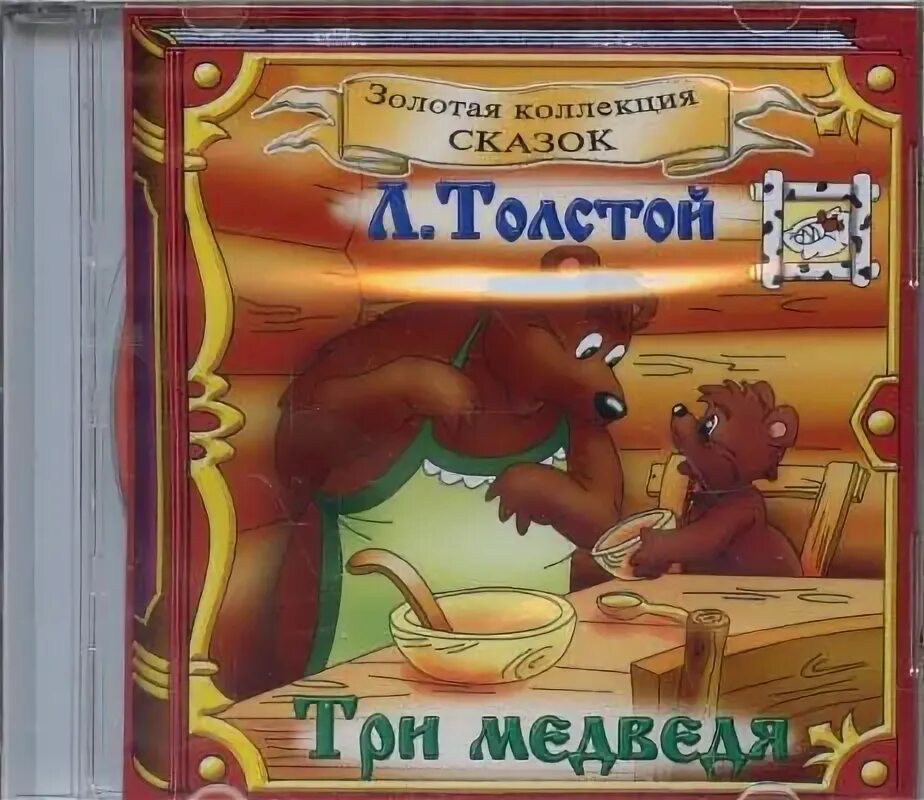 Золотая коллекция
СКАЗОК
Л. Толстой
Три медведя